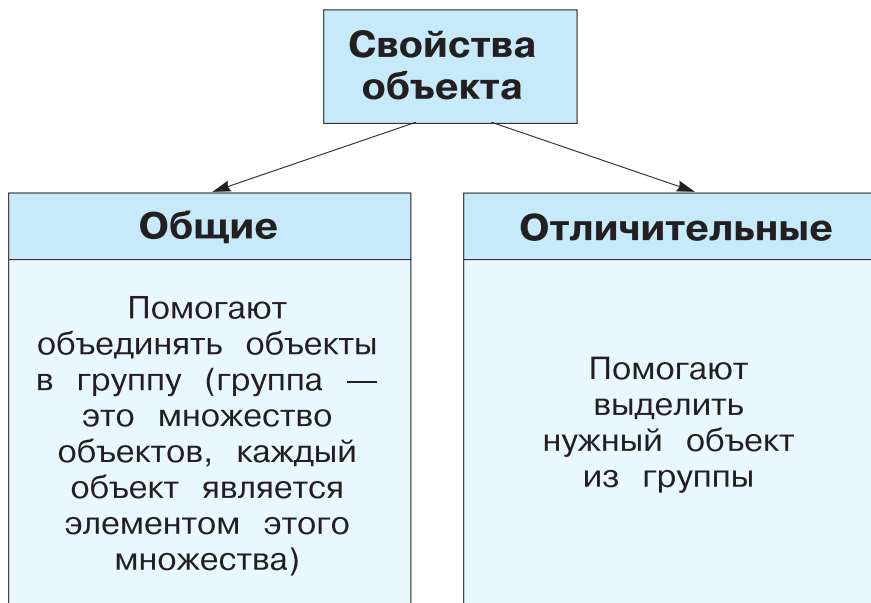 Свойства
объекта
Общие
Помогают
объединять объекты
в группу (группа —
это множество
объектов, каждый
объект является
элементом этого
множества)
Отличительные
Помогают
выделить
нужный объект
из группы